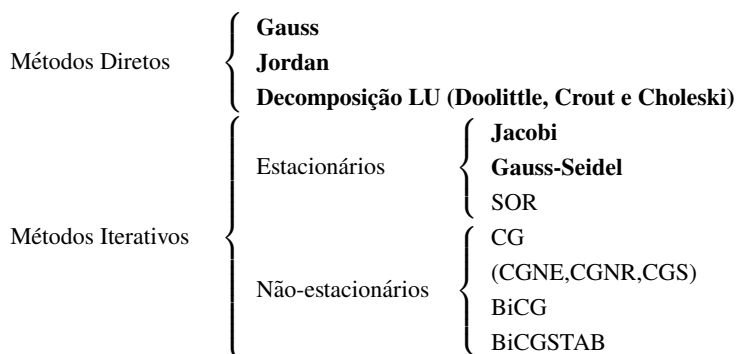 Gauss
Métodos Diretos
Jordan
Decomposição LU (Doolittle, Crout e Choleski)
Jacobi
Estacionários
Gauss-Seidel
SOR
Métodos Iterativos
CG
(CGNE,CGNR,CGS)
Não-estacionários
BiCG
BiCGSTAB